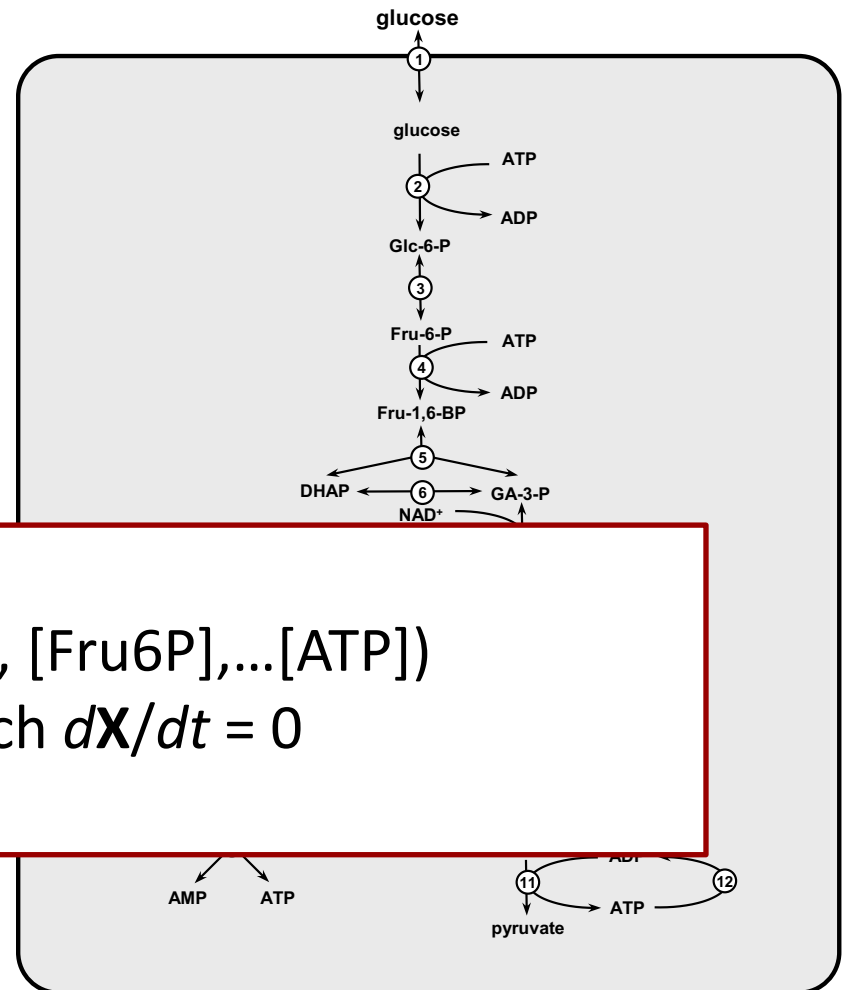 glucose
1
glucose
ATP
2
ADP
Glc-6-P
3
Fru-6-P
ATP
4
ADP
Fru-1,6-BP
5
DHAP
6
GA-3-P
NAD+
, [Fru6P],...[ATP])
ch dX/dt = 0
ADP
AMP
ATP
11
12
ATP
pyruvate